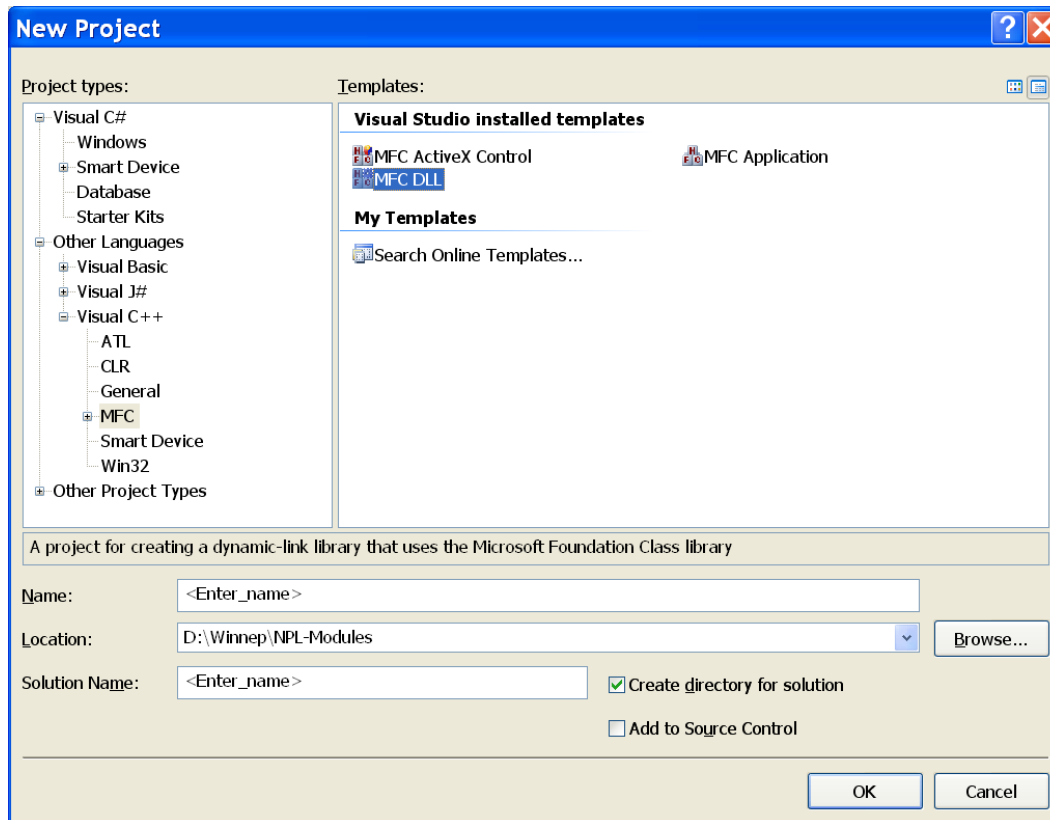 New Project
Project types:
Templates:
Visual C#
Windows
Smart Device
Database
Starter Kits
Other Languages
Visual Basic
Visual J#
Visual C++
ATL
CLR
General
MFC
Smart Device
Win32
Other Project Types
Visual Studio installed templates
MFC ActiveX Control
MFC Application
MFC DLL
My Templates
Search Online Templates...
A project for creating a dynamic-link library that uses the Microsoft Foundation Class library
Name:
<Enter_name>
Location:
D:\Winnep\NPL-Modules
Browse...
Solution Name:
<Enter_name>
Create directory for solution
Add to Source Control
OK
Cancel